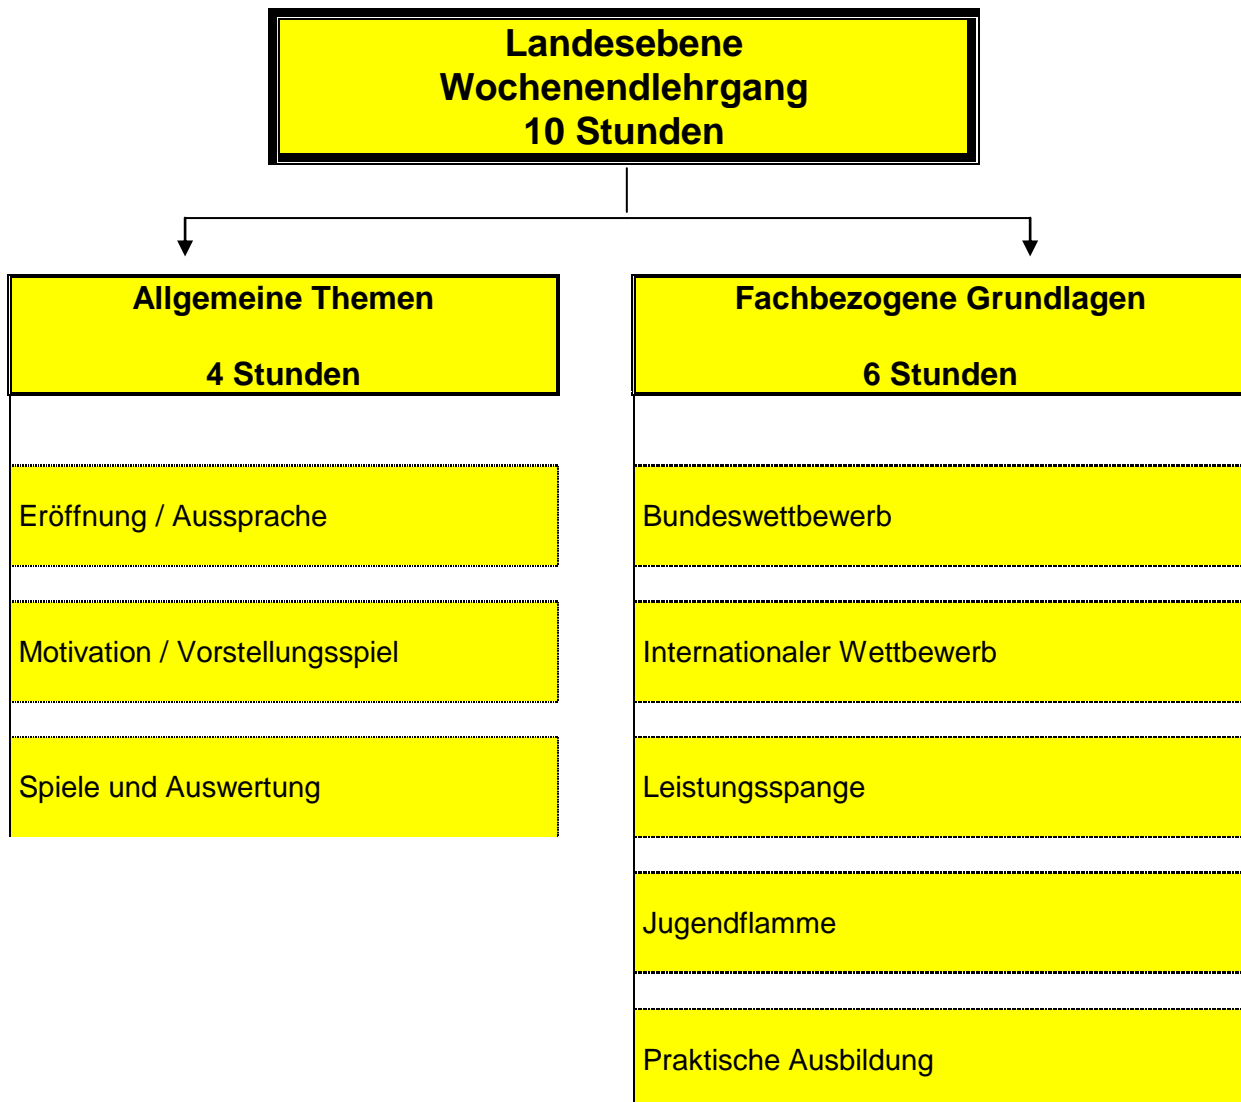 Landesebene
Wochenendlehrgang
10 Stunden
Allgemeine Themen
4 Stunden
Eröffnung / Aussprache
Motivation / Vorstellungsspiel
Spiele und Auswertung
Fachbezogene Grundlagen
6 Stunden
Bundeswettbewerb
Internationaler Wettbewerb
Leistungsspange
Jugendflamme
Praktische Ausbildung